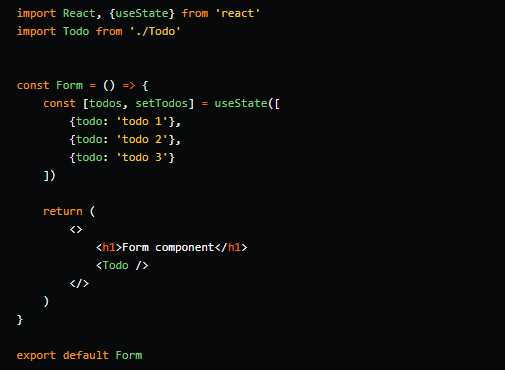 import React, {useState} from 'react'
import Todo from './Todo'
const Form = () => {
const [todos, setTodos] = useState([
{todo: 'todo 1'},
{todo: 'todo 2'},
{todo: 'todo 3'}
])
return (
<>
<h1>Form component</h1>
<Todo />
</>
)
}
export default Form